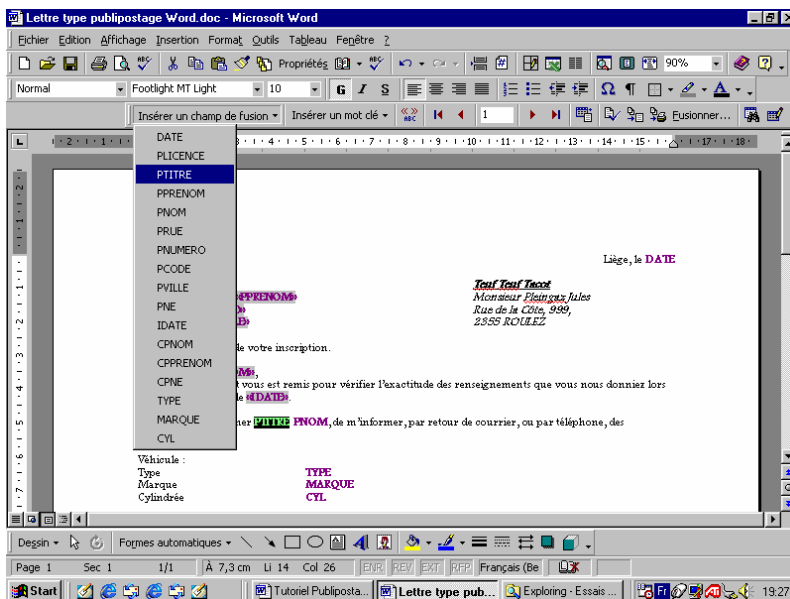 Lettre type publipostage Word.doc - Microsoft Word
Eichier Edition Affichage Insertion Format Outils Tableau Fenêtre ?
Propriétés 90%
Normal Footlight MT Light 10 G I S
Insérer un champ de fusion Insérer un mot clé ABC 1 Fusionner...
DATE
PLICENCE
PTITRE
PPRENOM
PNOM
PRUE
PNUMERO
PCODE
PVILLE
PNE
IDATE
CPNOM
CPPRENOM
CPNE
TYPE
MARQUE
CYL
Liège, le DATE
Teuf Teuf Tacot
«PPRENOM» Monsieur Pleingaz Jules
Rue de la Côte, 999,
2355 ROULEZ
de votre inscription.
vous est remis pour vérifier l'exactitude des renseignements que vous nous donniez lors
le «IDATE».
ner PTITRE PNOM, de m'informer, par retour de courrier, ou par téléphone, des
Véhicule :
Type TYPE
Marque MARQUE
Cylindrée CYL
Dessin Formes automatiques
Page 1 Sec 1 1/1 À 7,3 cm Li 14 Col 26 ENR REV EXT RFP Français (Be
Start Tutoriel Publiposta... Lettre type pub... Exploring - Essais ... Fr 19:27